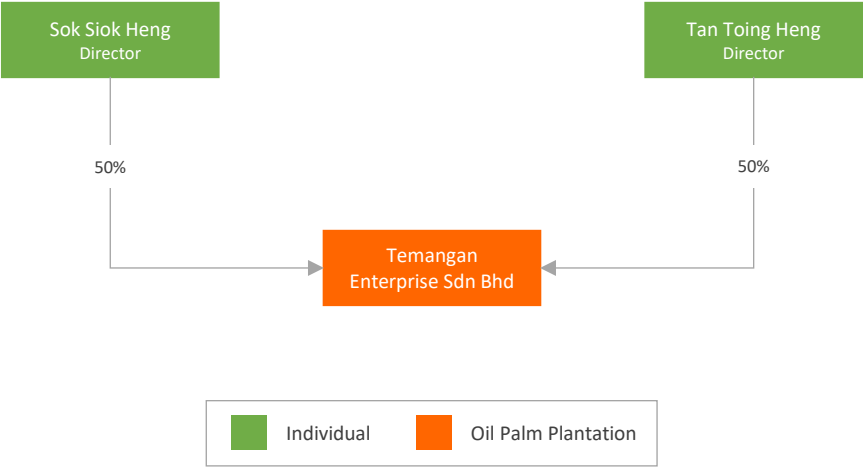 Sok Siok Heng
Director
Tan Toing Heng
Director
50%
50%
Temangan
Enterprise Sdn Bhd
Individual
Oil Palm Plantation